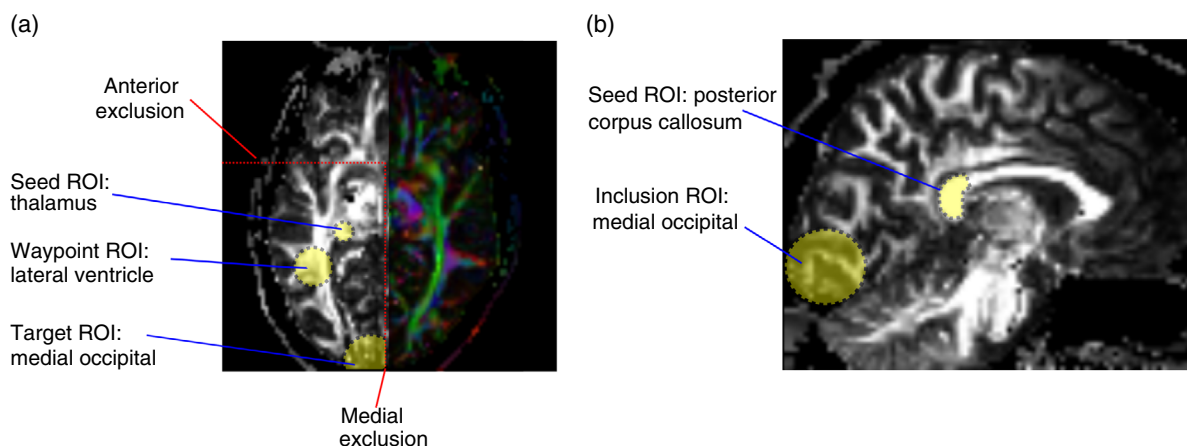 (a)
Anterior
exclusion
Seed ROI:
thalamus
Waypoint ROI:
lateral ventricle
Target ROI:
medial occipital
Medial
exclusion
(b)
Seed ROI: posterior
corpus callosum
Inclusion ROI:
medial occipital